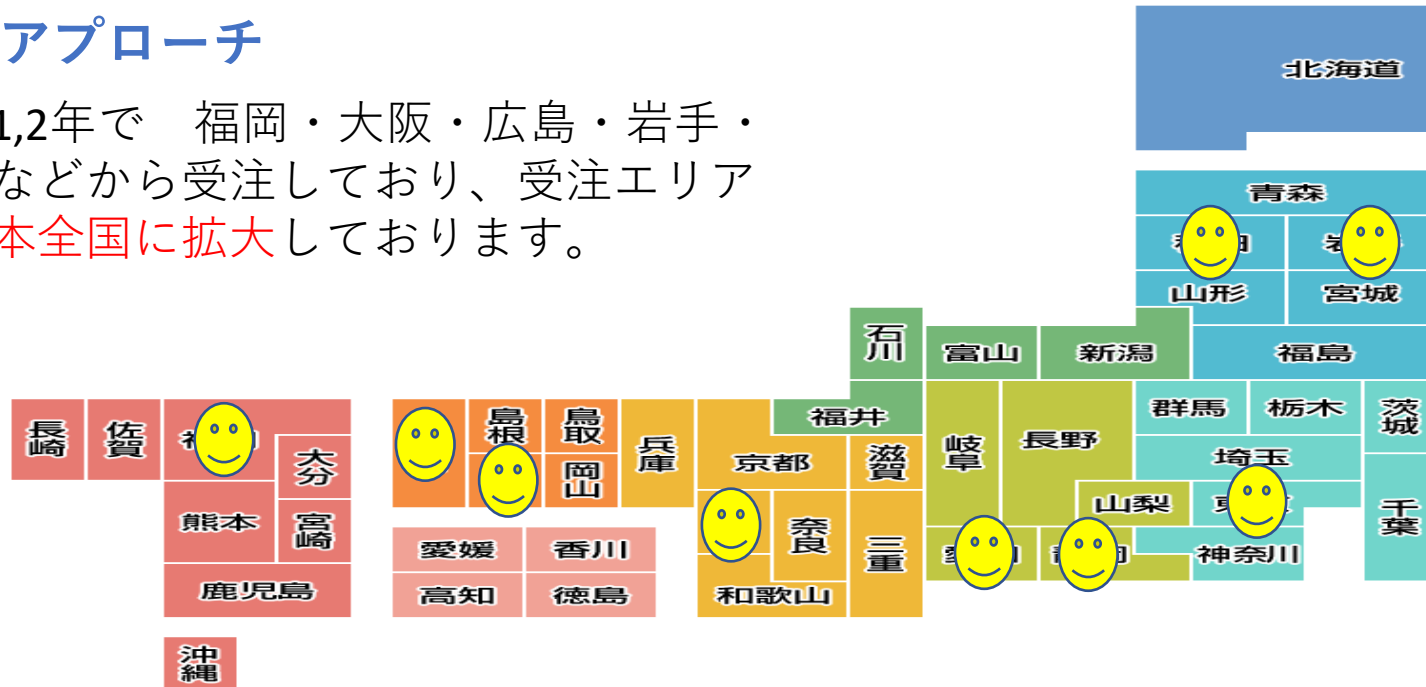 アプローチ
1,2年で 福岡・大阪・広島・岩手・
などから受注しており、受注エリア
本全国に拡大しております。
北海道
青森
山形
宮城
石川
富山
新潟
福島
長崎
佐賀
大分
島根
鳥取
兵庫
福井
京都
滋賀
岐阜
長野
群馬
栃木
茨城
岡山
埼玉
熊本
宮崎
愛媛
香川
奈良
三重
山梨
千葉
神奈川
鹿児島
高知
徳島
和歌山
沖縄